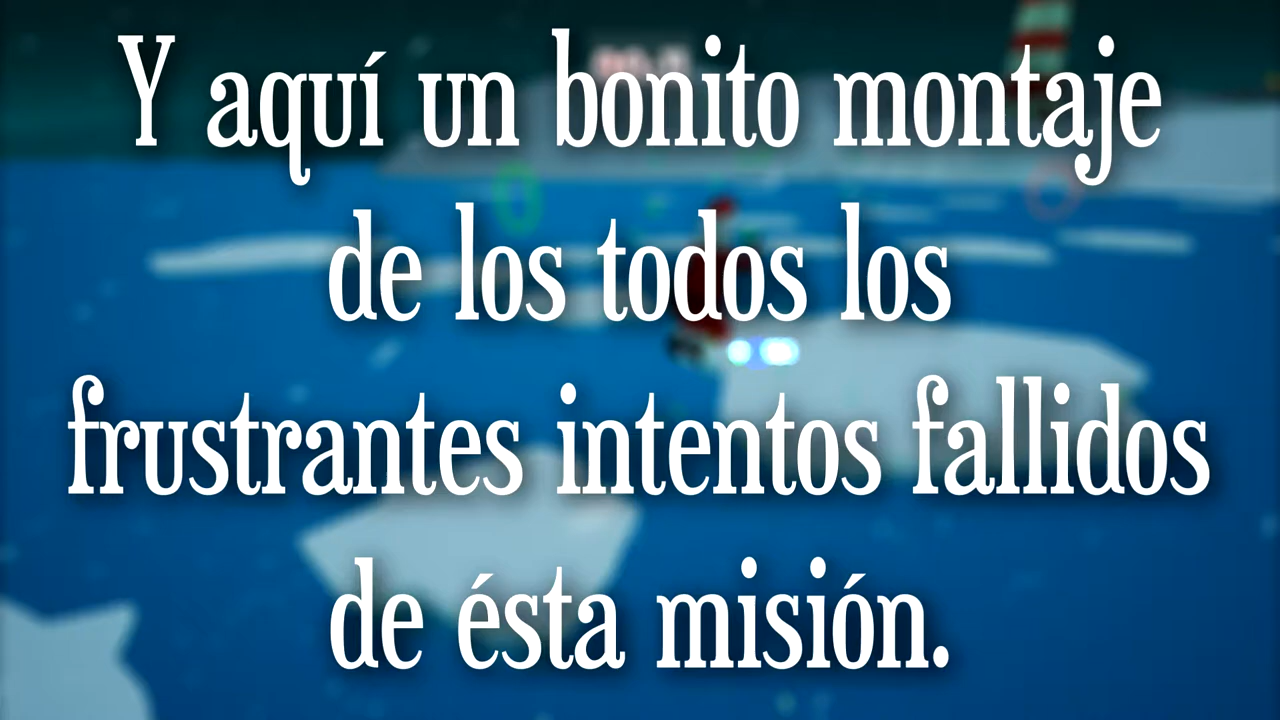 Y aquí un bonito montaje
de los todos los
frustrantes intentos fallidos
de ésta misión.